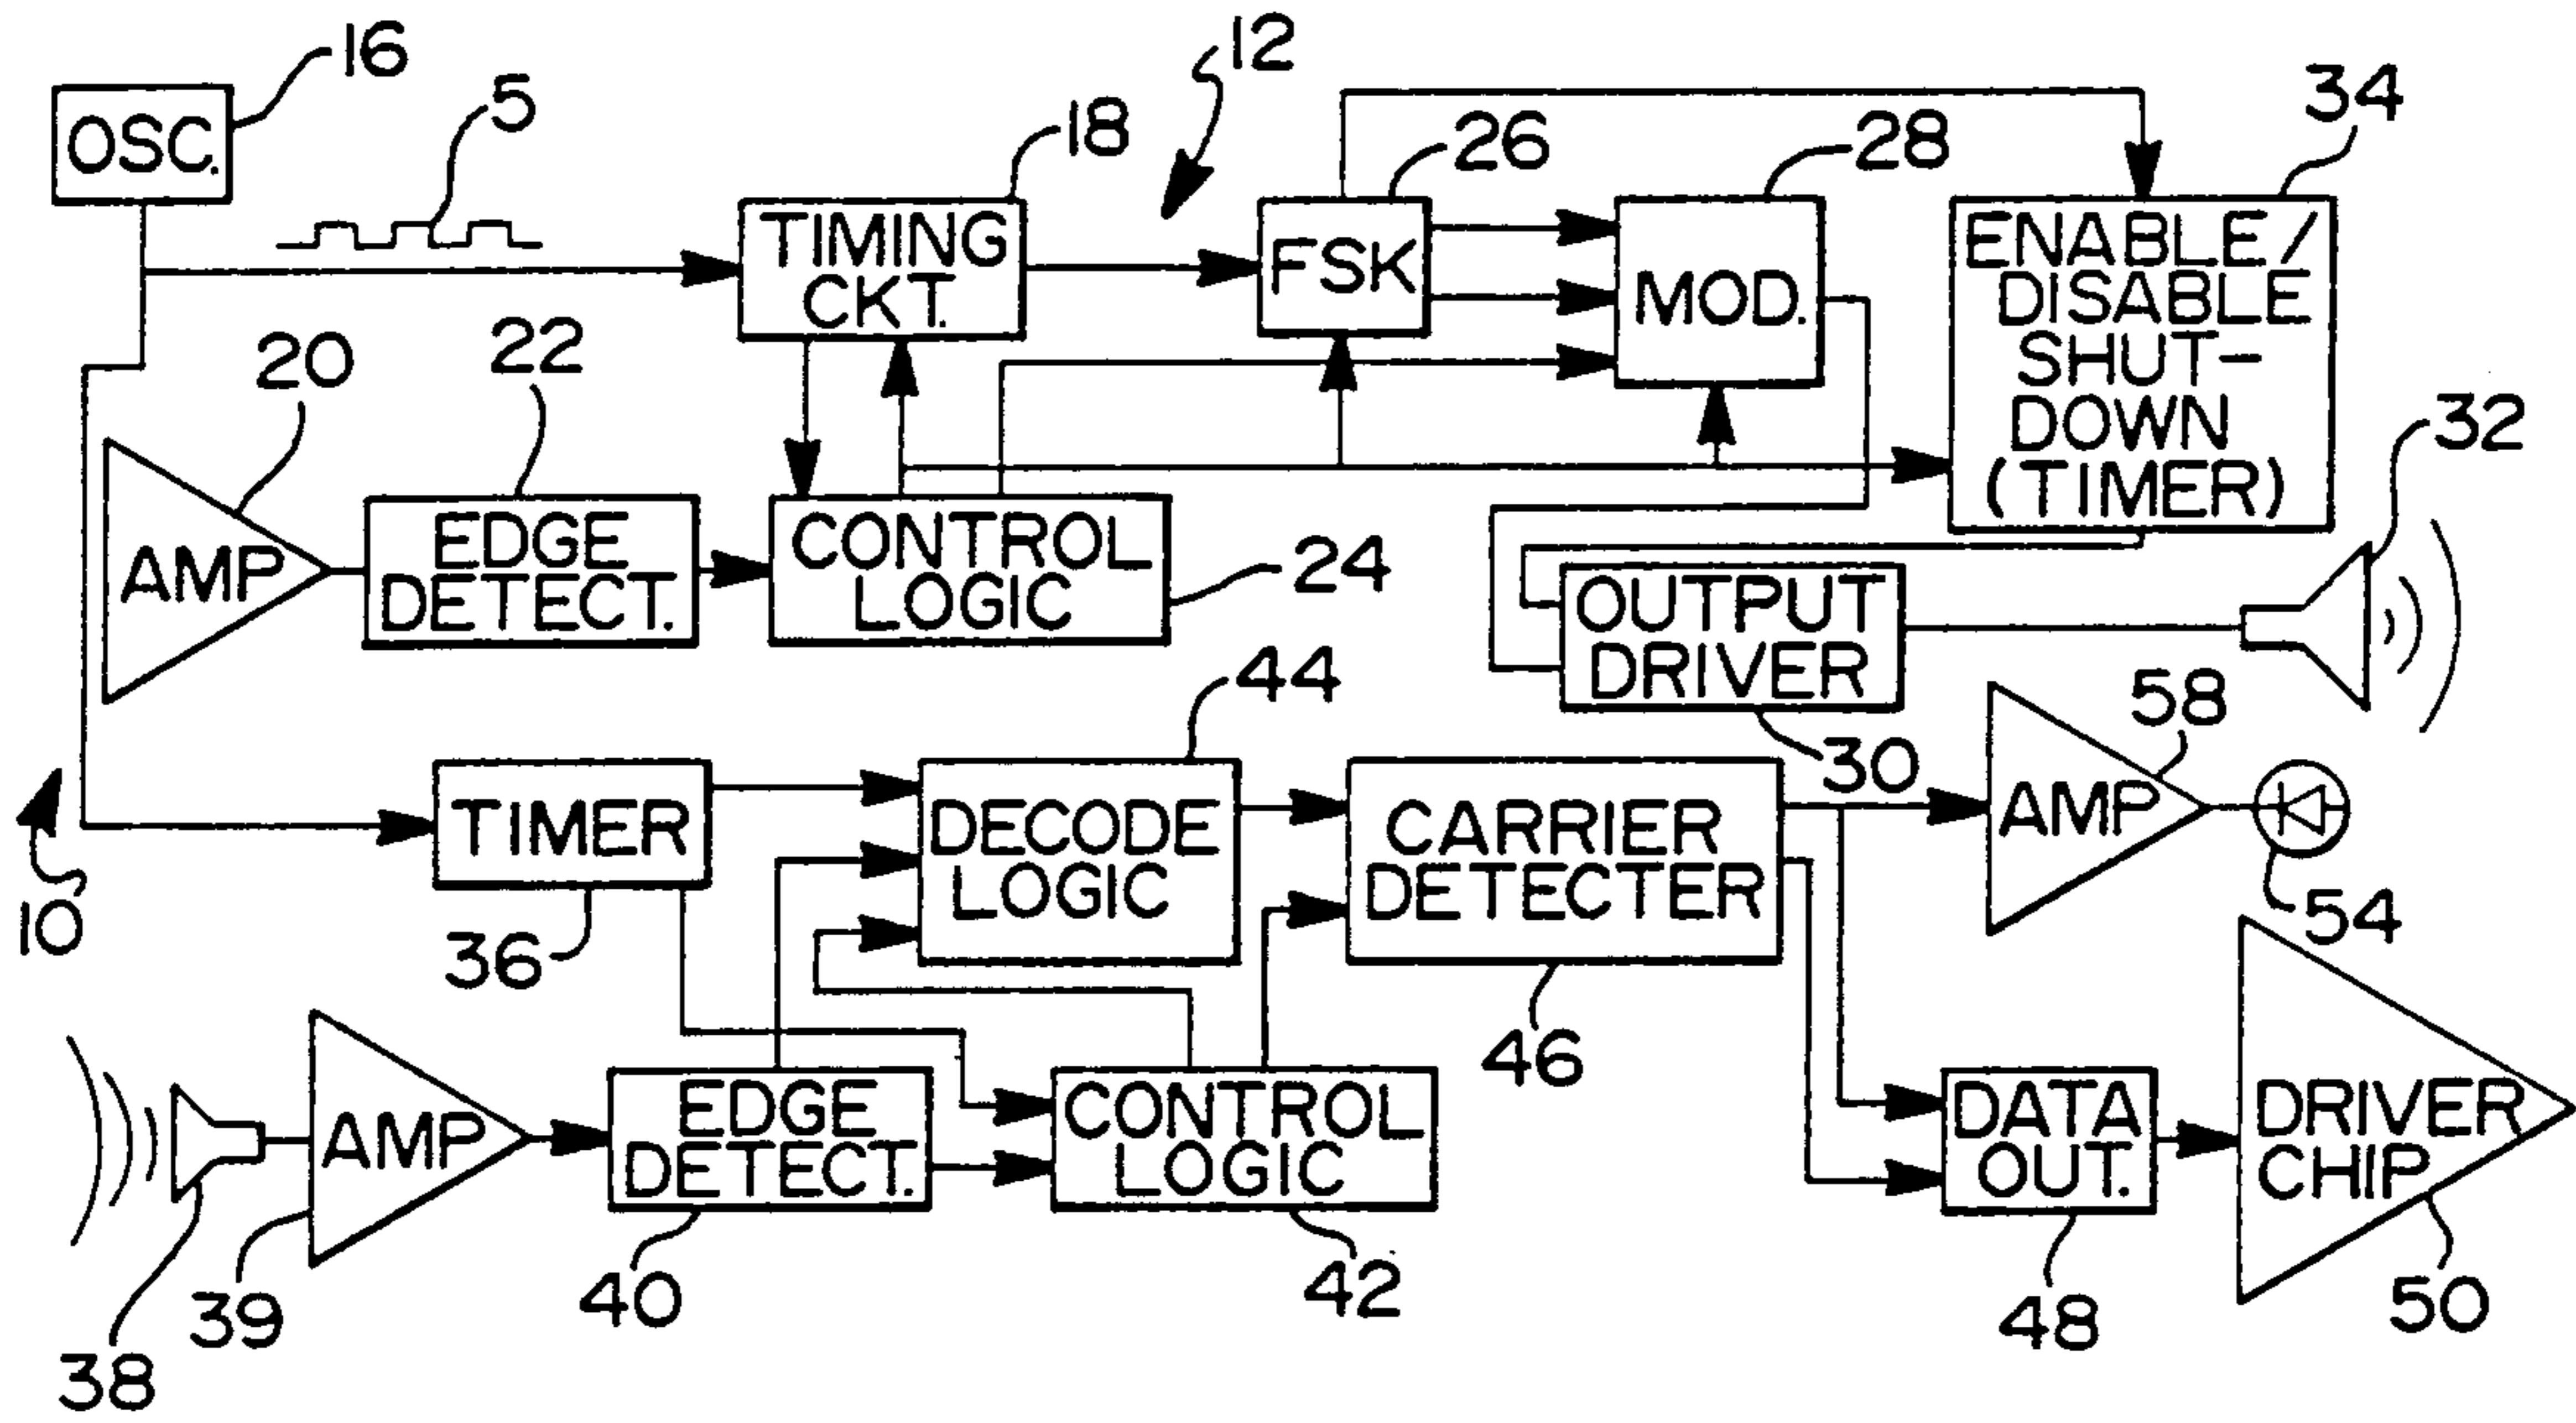 16
OSC.
5
12
18
TIMING
CKT.
26
FSK
28
MOD.
34
ENABLE/
DISABLE
SHUT-
DOWN
(TIMER)
20
AMP
22
EDGE
DETECT.
CONTROL
LOGIC
24
32
OUTPUT
DRIVER
30
10
TIMER
36
44
DECODE
LOGIC
CARRIER
DETECTER
46
58
AMP
54
38
AMP
39
EDGE
DETECT.
40
CONTROL
LOGIC
42
DATA
OUT.
48
DRIVER
CHIP
50